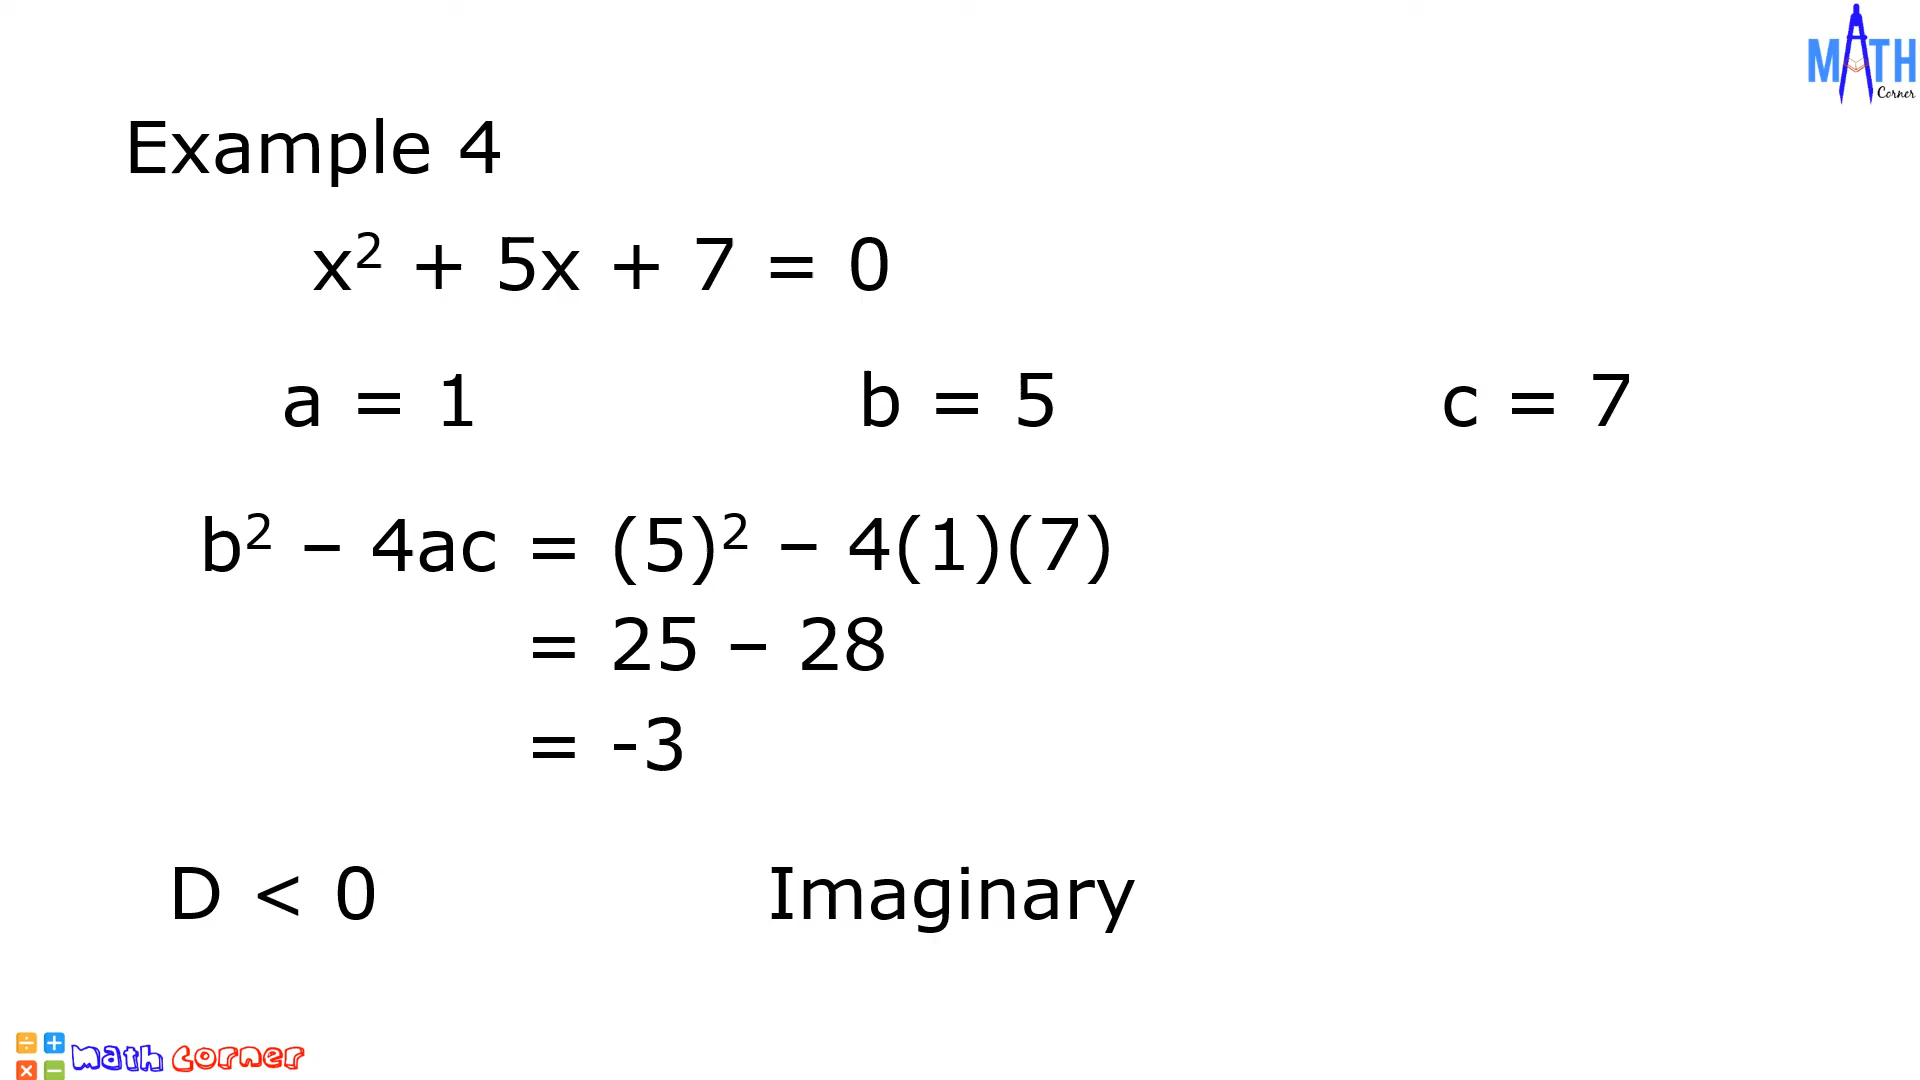 MATH
Corner
Example 4
x² + 5x + 7 = 0
a = 1 b = 5 c = 7
b² – 4ac = (5)² – 4(1)(7)
= 25 – 28
= -3
D < 0 Imaginary
÷ +
× −
math corner